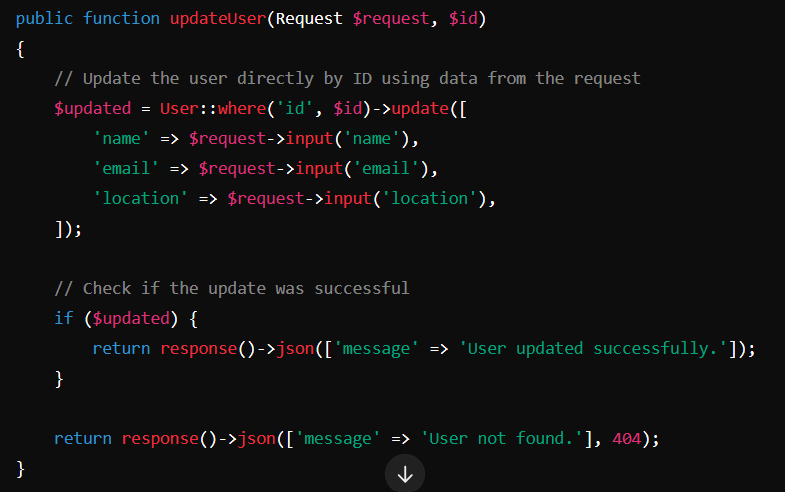 public function updateUser(Request $request, $id)
{
    // Update the user directly by ID using data from the request
    $updated = User::where('id', $id)->update([
        'name' => $request->input('name'),
        'email' => $request->input('email'),
        'location' => $request->input('location'),
    ]);

    // Check if the update was successful
    if ($updated) {
        return response()->json(['message' => 'User updated successfully.']);
    }

    return response()->json(['message' => 'User not found.'], 404);
}